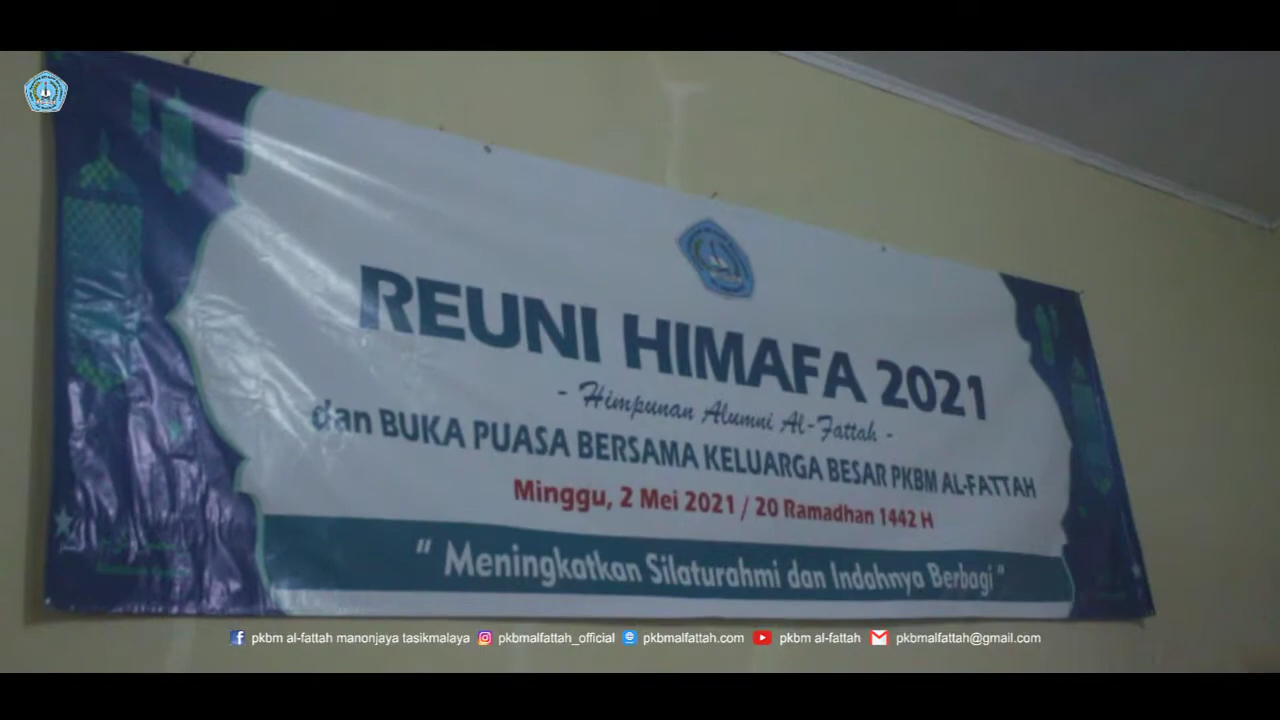 REUNI HIMAFA 2021
- Himpunan Alumni Al-Fattah -
dan BUKA PUASA BERSAMA KELUARGA BESAR PKBM AL-FATTAH
Minggu, 2 Mei 2021 / 20 Ramadhan 1442 H
“ Meningkatkan Silaturahmi dan Indahnya Berbagi ”
pkbm al-fattah manonjaya tasikmalaya pkbmalfattah_official pkbmalfattah.com pkbm al-fattah pkbmalfattah@gmail.com